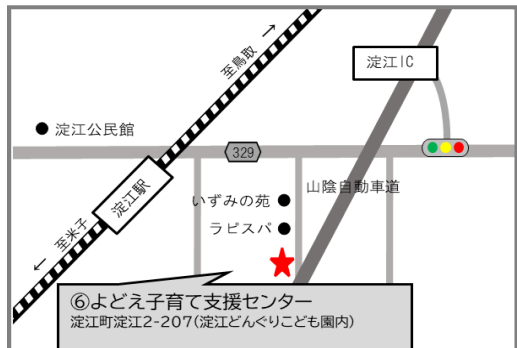 至鳥取
淀江IC
淀江公民館
329
淀江駅
いずみの苑
山陰自動車道
ラピスパ
至米子
⑥よどえ子育て支援センター
淀江町淀江2-207(淀江どんぐりこども園内)